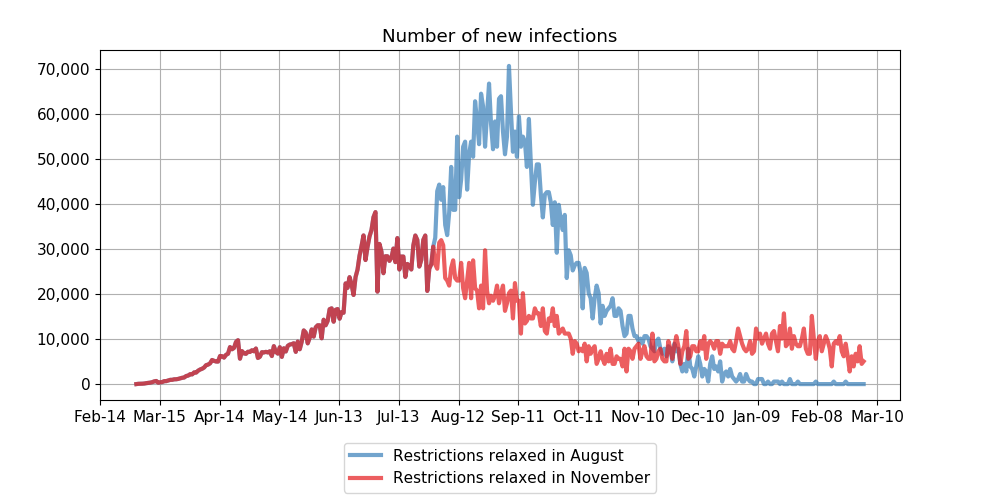 Number of new infections
70,000
60,000
50,000
40,000
30,000
20,000
10,000
0
Feb-14 Mar-15 Apr-14 May-14 Jun-13 Jul-13 Aug-12 Sep-11 Oct-11 Nov-10 Dec-10 Jan-09 Feb-08 Mar-10
Restrictions relaxed in August
Restrictions relaxed in November